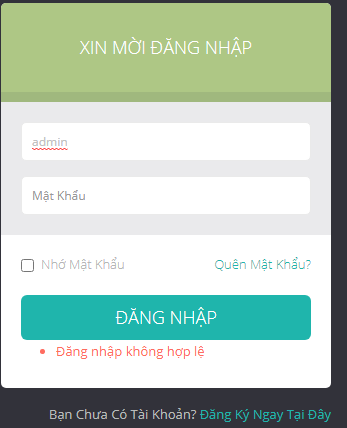 XIN MỜI ĐĂNG NHẬP
admin
Mật Khẩu
Nhớ Mật Khẩu
Quên Mật Khẩu?
ĐĂNG NHẬP
Đăng nhập không hợp lệ
Bạn Chưa Có Tài Khoản? Đăng Ký Ngay Tại Đây